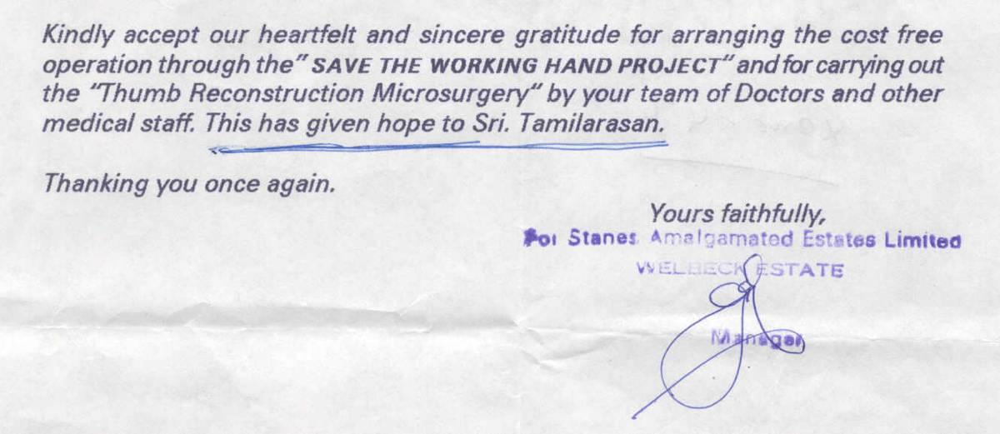 Kindly accept our heartfelt and sincere gratitude for arranging the cost free
operation through the" SAVE THE WORKING HAND PROJECT" and for carrying out
the "Thumb Reconstruction Microsurgery" by your team of Doctors and other
medical staff. This has given hope to Sri. Tamilarasan.
Thanking you once again.
Yours faithfully,
For Stanes Amalgamated Estates Limited
WELBECK ESTATE
Manager